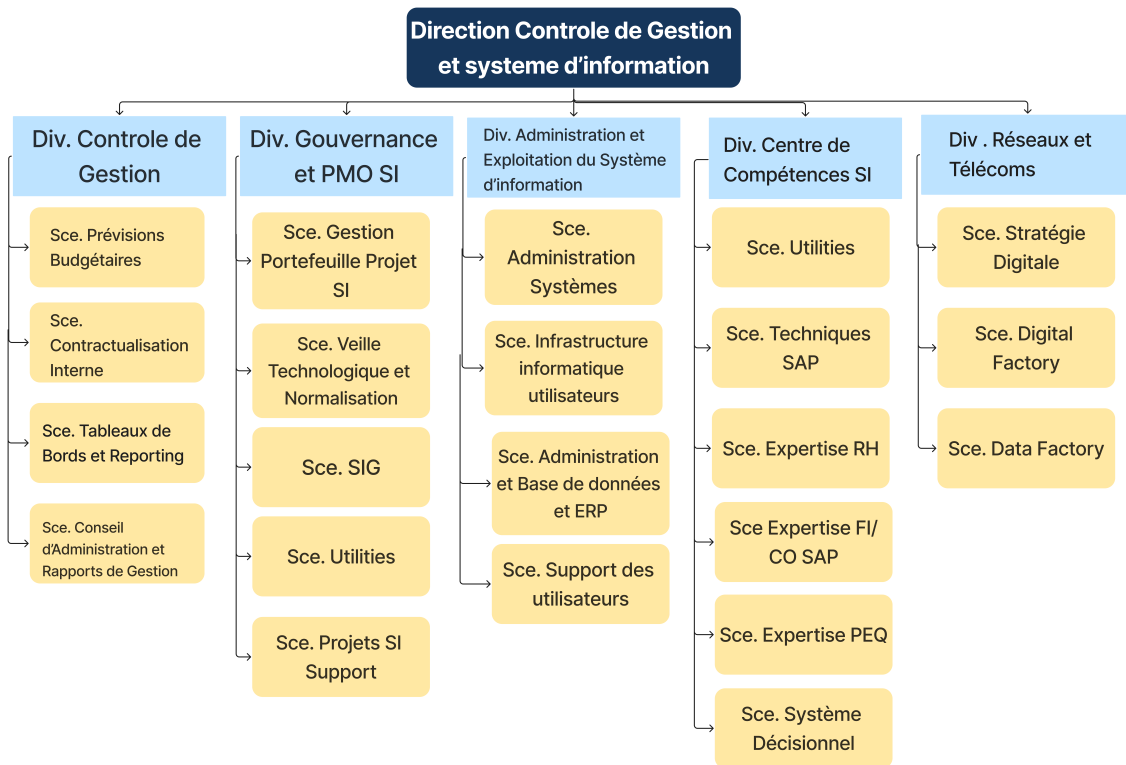 Direction Controle de Gestion
et systeme d’information
Div. Controle de
Gestion
Sce. Prévisions
Budgétaires
Sce.
Contractualisation
Interne
Sce. Tableaux de
Bords et Reporting
Sce. Conseil
d’Administration et
Rapports de Gestion
Div. Gouvernance
et PMO SI
Sce. Gestion
Portefeuille Projet
SI
Sce. Veille
Technologique et
Normalisation
Sce. SIG
Sce. Utilities
Sce. Projets SI
Support
Div. Administration et
Exploitation du Système
d’information
Sce.
Administration
Systèmes
Sce. Infrastructure
informatique
utilisateurs
Sce. Administration
et Base de données
et ERP
Sce. Support des
utilisateurs
Div. Centre de
Compétences SI
Sce. Utilities
Sce. Techniques
SAP
Sce. Expertise RH
Sce Expertise FI/
CO SAP
Sce. Expertise PEQ
Sce. Système
Décisionnel
Div . Réseaux et
Télécoms
Sce. Stratégie
Digitale
Sce. Digital
Factory
Sce. Data Factory